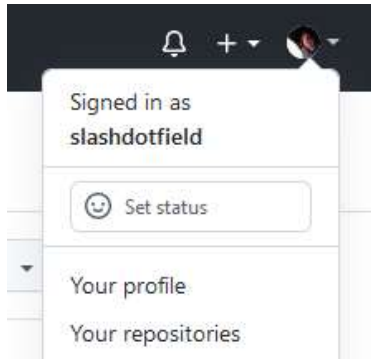 Signed in as
slashdotfield
Set status
Your profile
Your repositories